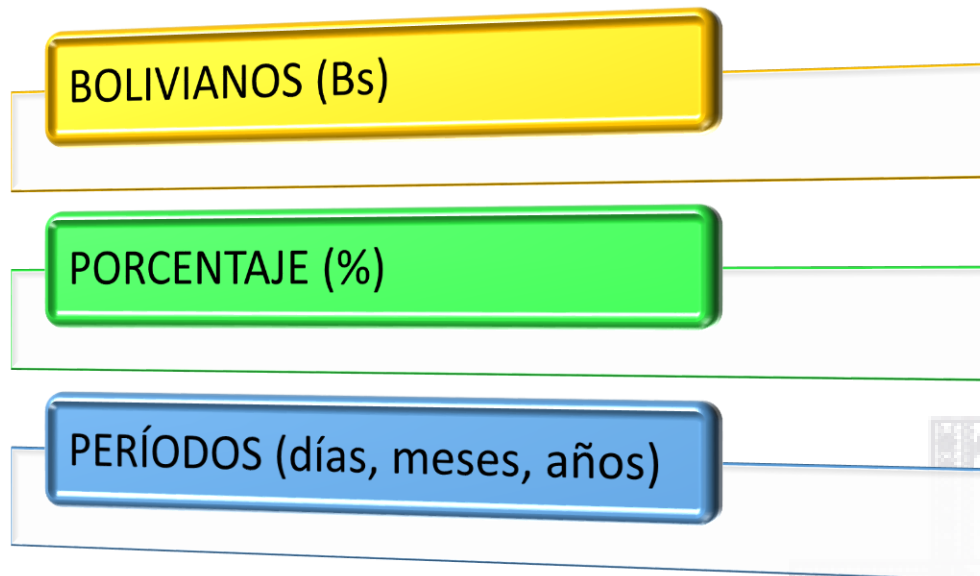 BOLIVIANOS (Bs)
PORCENTAJE (%)
PERÍODOS (días, meses, años)